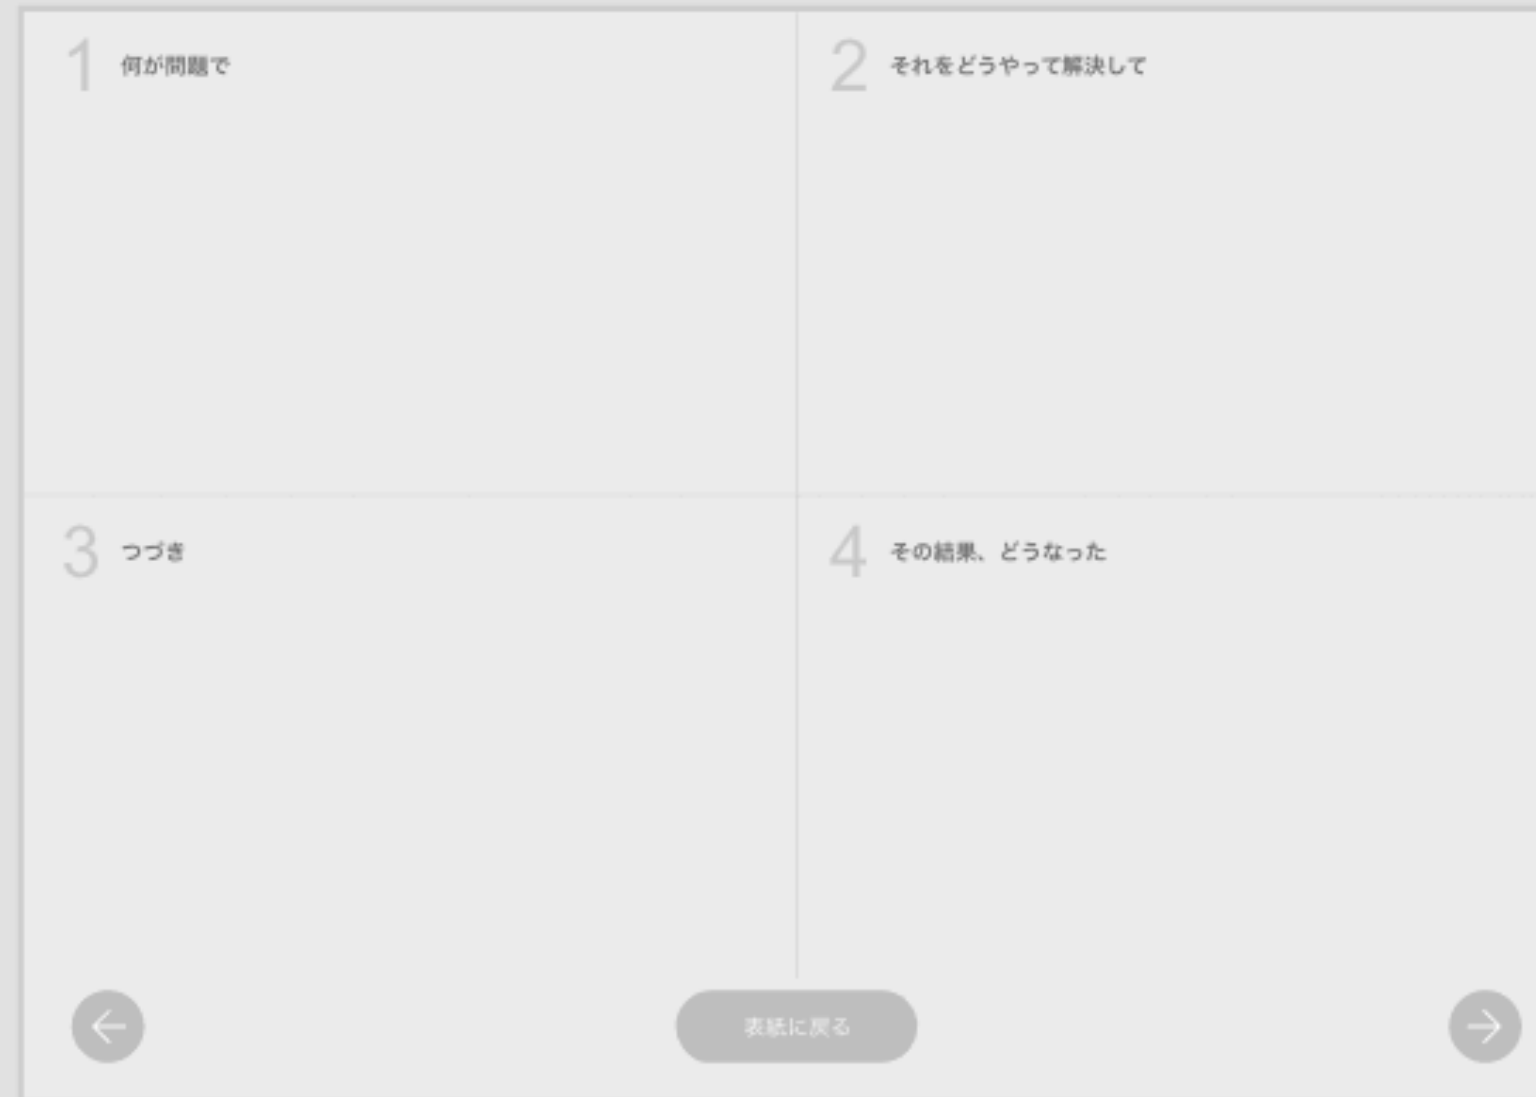 1 何が問題で
2 それをどうやって解決して
3 つづき
4 その結果、どうなった
表紙に戻る